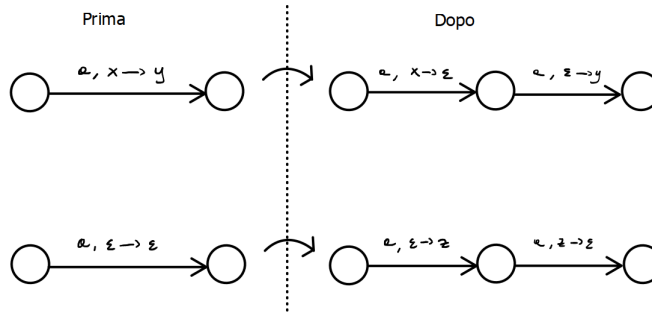 Prima
Dopo
a, x → y
a, x → ε
a, ε → y
a, ε → ε
a, ε → z
a, z → ε